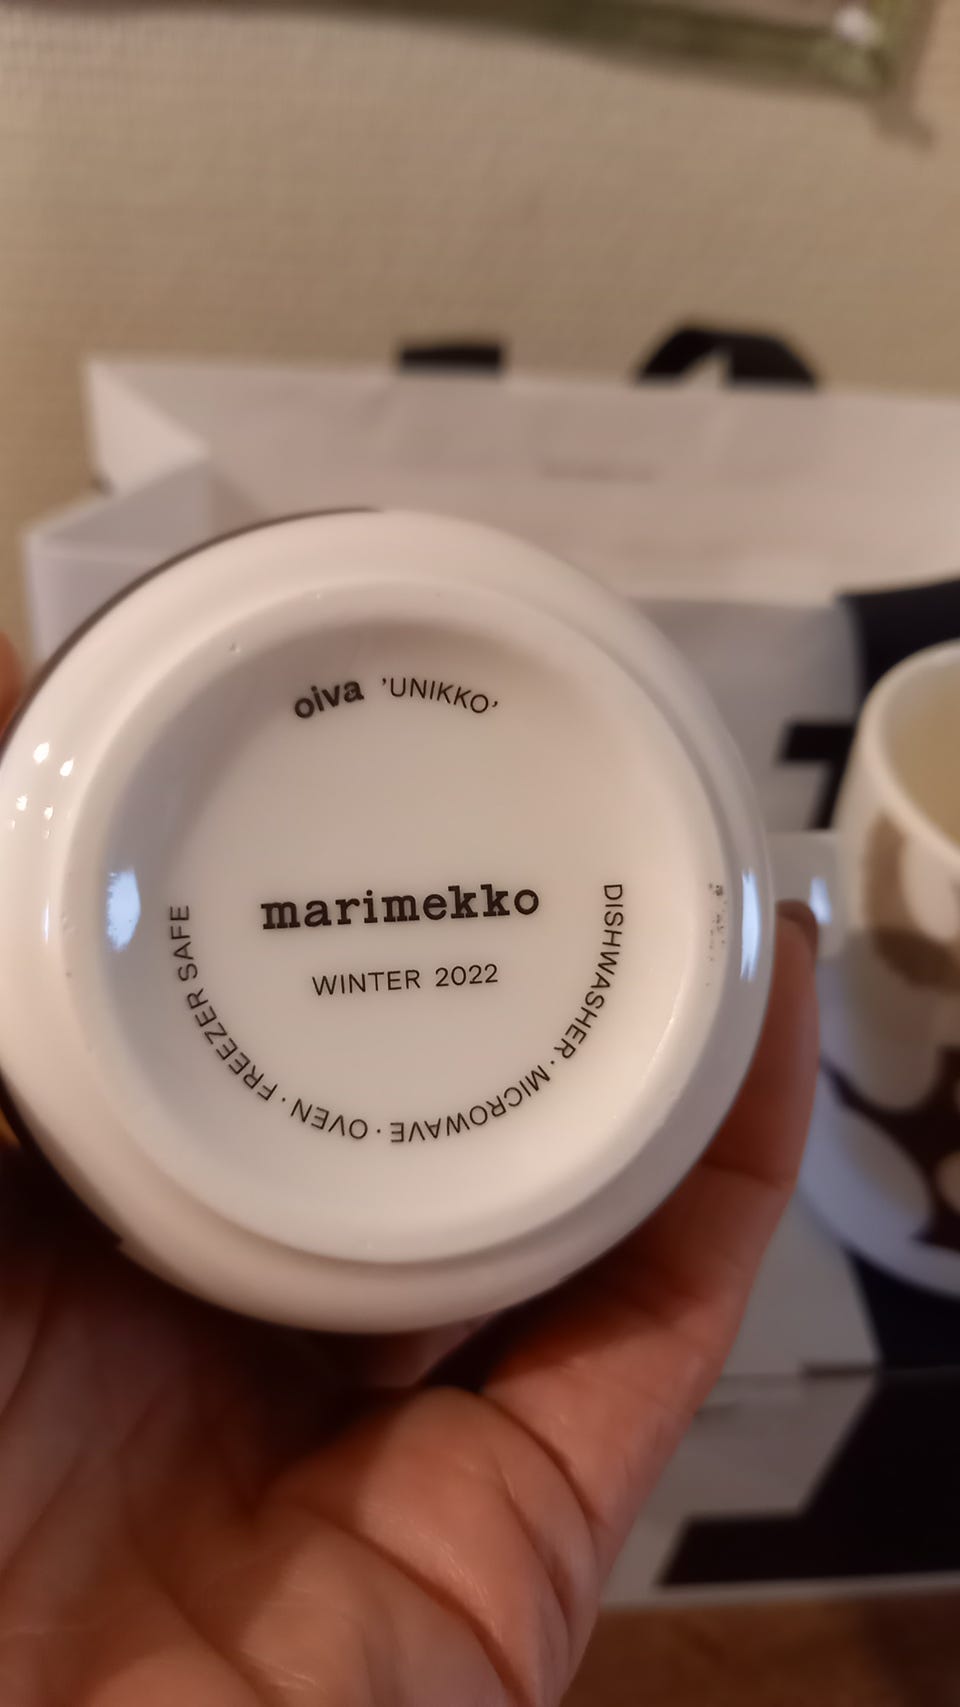 oiva 'UNIKKO'
marimekko
WINTER 2022
DISHWASHER · MICROWAVE · OVEN · FREEZER SAFE